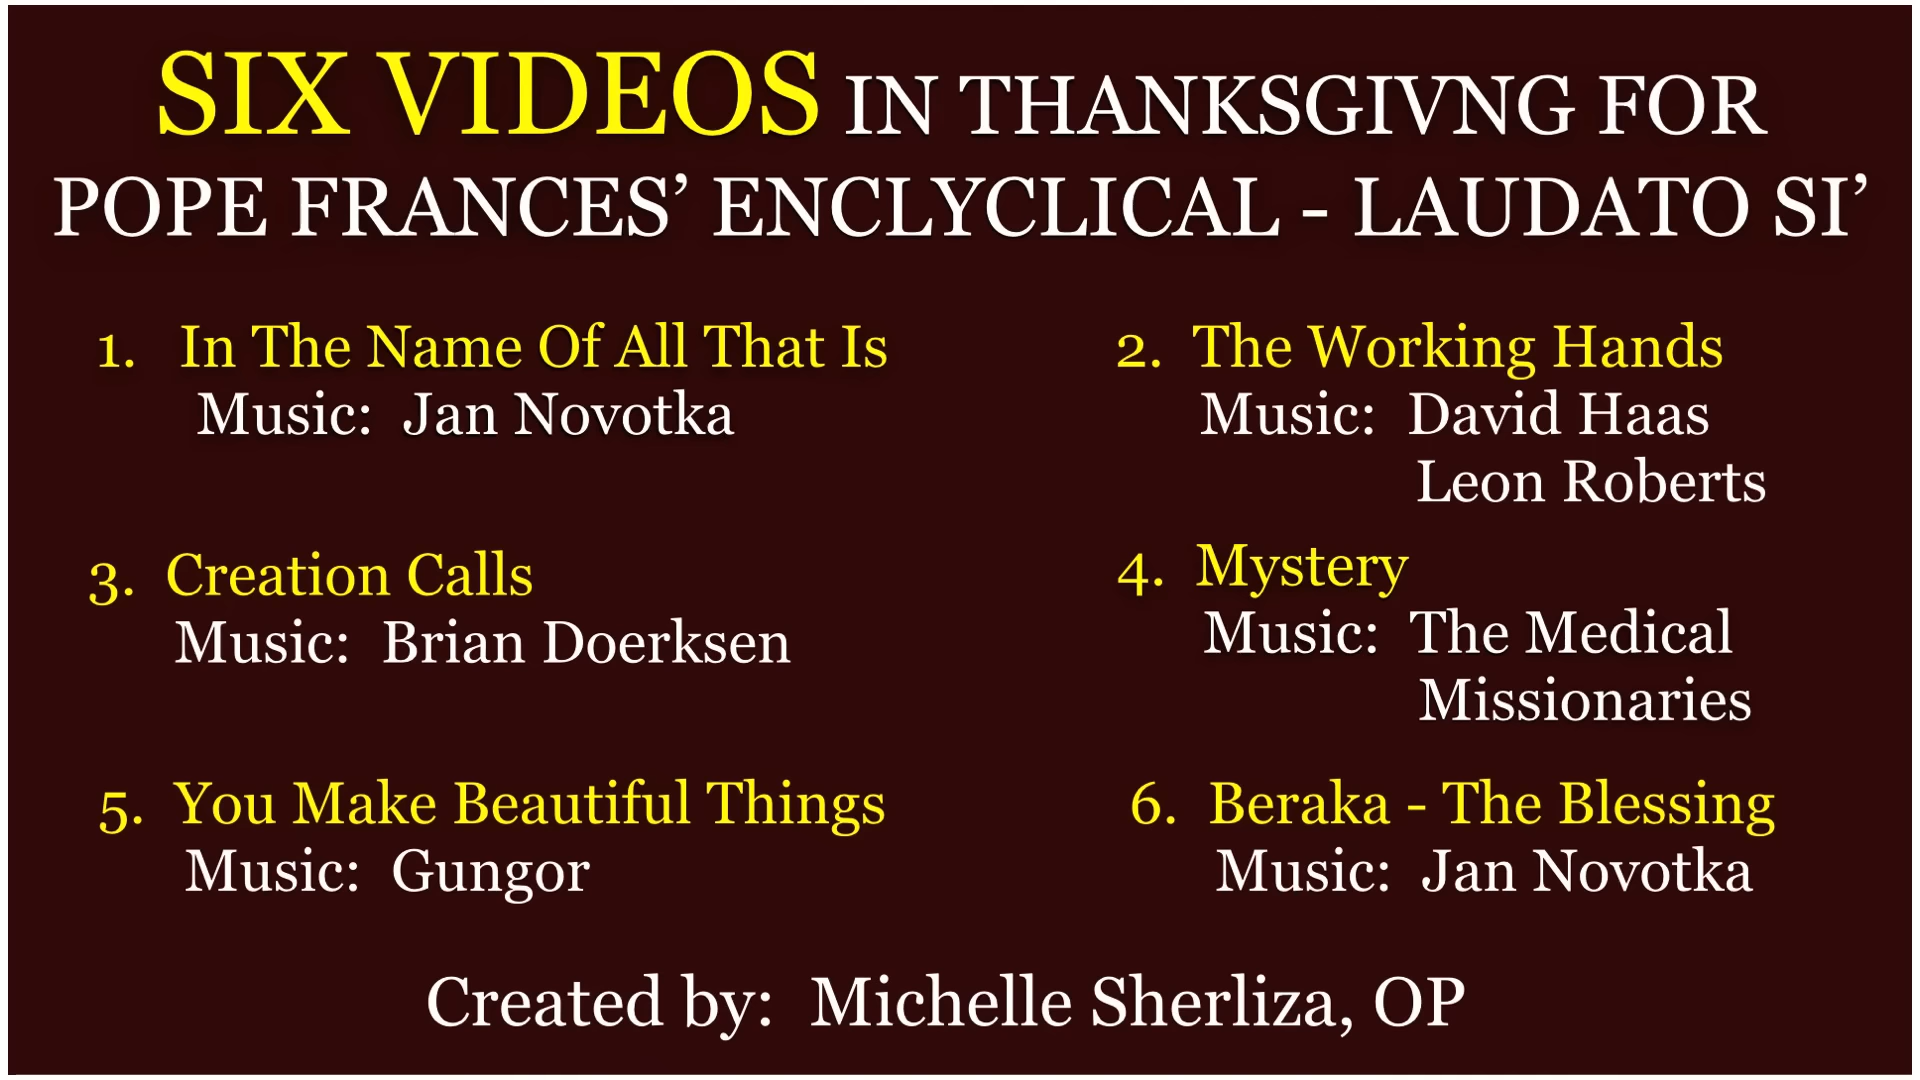 SIX VIDEOS IN THANKSGIVNG FOR
POPE FRANCES’ ENCLYCLICAL - LAUDATO SI’
1. In The Name Of All That Is
Music: Jan Novotka
2. The Working Hands
Music: David Haas
Leon Roberts
3. Creation Calls
Music: Brian Doerksen
4. Mystery
Music: The Medical
Missionaries
5. You Make Beautiful Things
Music: Gungor
6. Beraka - The Blessing
Music: Jan Novotka
Created by: Michelle Sherliza, OP